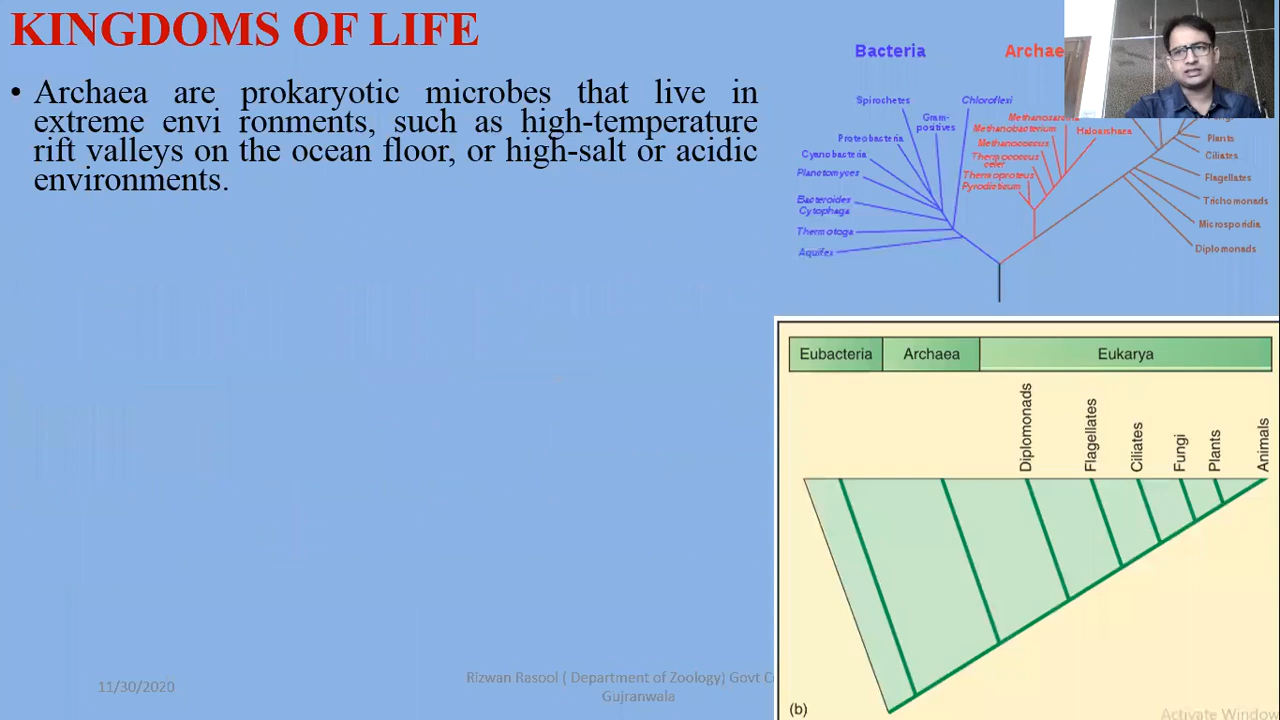 KINGDOMS OF LIFE
• Archaea are prokaryotic microbes that live in
extreme envi ronments, such as high-temperature
rift valleys on the ocean floor, or high-salt or acidic
environments.
Bacteria
Archae
Spirochetes
Chloroflexi
Gram-
positives
Proteobacteria
Cyanobacteria
Planctomyces
Bacteroides
Cytophaga
Thermotoga
Aquifex
Methanosarcina
Methanobacterium
Haloarchaea
Methanococcus
Thermococcus
celer
Thermoproteus
Pyrodicticum
Fungi
Plants
Ciliates
Flagellates
Trichomonads
Microsporidia
Diplomonads
Eubacteria
Archaea
Eukarya
Diplomonads
Flagellates
Ciliates
Fungi
Plants
Animals
(b)
11/30/2020
Rizwan Rasool ( Department of Zoology) Govt C
Gujranwala
Activate Window